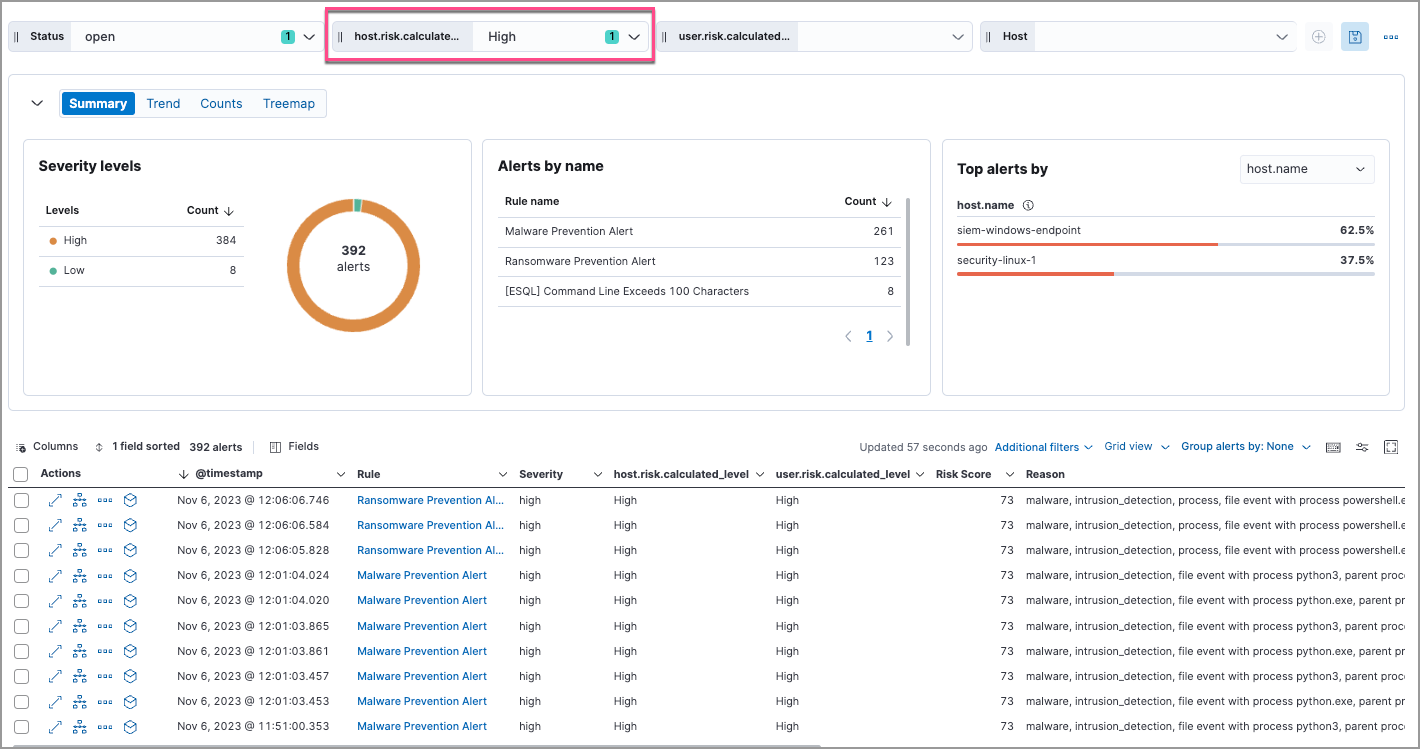 Status open 1 host.risk.calculate... High 1 user.risk.calculated... Host
Summary Trend Counts Treemap
Severity levels
Levels Count
High 384
Low 8
392
alerts
Alerts by name
Rule name Count
Malware Prevention Alert 261
Ransomware Prevention Alert 123
[ESQL] Command Line Exceeds 100 Characters 8
1
Top alerts by host.name
host.name
siem-windows-endpoint 62.5%
security-linux-1 37.5%
Columns 1 field sorted 392 alerts Fields Updated 57 seconds ago Additional filters Grid view Group alerts by: None
Actions @timestamp Rule Severity host.risk.calculated_level user.risk.calculated_level Risk Score Reason
Nov 6, 2023 @ 12:06:06.746 Ransomware Prevention Al... high High High 73 malware, intrusion_detection, process, file event with process powershell.e
Nov 6, 2023 @ 12:06:06.584 Ransomware Prevention Al... high High High 73 malware, intrusion_detection, process, file event with process powershell.e
Nov 6, 2023 @ 12:06:05.828 Ransomware Prevention Al... high High High 73 malware, intrusion_detection, process, file event with process powershell.e
Nov 6, 2023 @ 12:01:04.024 Malware Prevention Alert high High High 73 malware, intrusion_detection, file event with process python3, parent proc
Nov 6, 2023 @ 12:01:04.020 Malware Prevention Alert high High High 73 malware, intrusion_detection, file event with process python.exe, parent pr
Nov 6, 2023 @ 12:01:03.865 Malware Prevention Alert high High High 73 malware, intrusion_detection, file event with process python3, parent proc
Nov 6, 2023 @ 12:01:03.861 Malware Prevention Alert high High High 73 malware, intrusion_detection, file event with process python.exe, parent pr
Nov 6, 2023 @ 12:01:03.457 Malware Prevention Alert high High High 73 malware, intrusion_detection, file event with process python3, parent proc
Nov 6, 2023 @ 12:01:03.453 Malware Prevention Alert high High High 73 malware, intrusion_detection, file event with process python.exe, parent pr
Nov 6, 2023 @ 11:51:00.353 Malware Prevention Alert high High High 73 malware, intrusion_detection, file event with process python3, parent proc